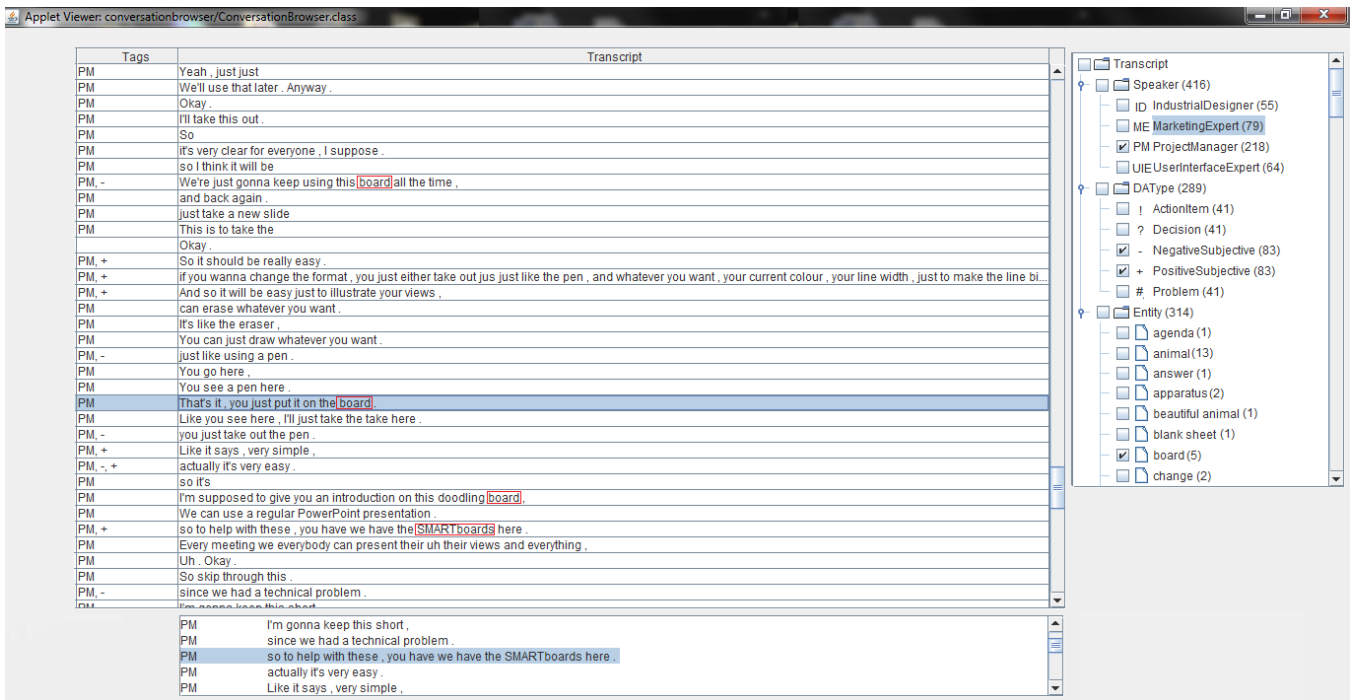 Applet Viewer: conversationbrowser/ConversationBrowser.class
Tags Transcript
PM Yeah , just just
PM We'll use that later . Anyway .
PM Okay .
PM I'll take this out .
PM So
PM it's very clear for everyone , I suppose .
PM so I think it will be
PM, - We're just gonna keep using this board all the time ,
PM and back again .
PM just take a new slide
PM This is to take the
Okay .
PM, + So it should be really easy .
PM, + if you wanna change the format , you just either take out jus just like the pen , and whatever you want , your current colour , your line width , just to make the line bi...
PM, + And so it will be easy just to illustrate your views ,
PM can erase whatever you want .
PM It's like the eraser ,
PM You can just draw whatever you want .
PM, - just like using a pen .
PM You go here ,
PM You see a pen here .
PM That's it , you just put it on the board .
PM Like you see here , I'll just take the take here .
PM, - you just take out the pen .
PM, + Like it says , very simple ,
PM, -, + actually it's very easy .
PM so it's
PM I'm supposed to give you an introduction on this doodling board ,
PM We can use a regular PowerPoint presentation .
PM, + so to help with these , you have we have the SMARTboards here .
PM Every meeting we everybody can present their uh their views and everything ,
PM Uh . Okay .
PM So skip through this .
PM, - since we had a technical problem .
PM I'm gonna keep this short
PM I'm gonna keep this short ,
PM since we had a technical problem .
PM so to help with these , you have we have the SMARTboards here .
PM actually it's very easy .
PM Like it says , very simple ,
Transcript
Speaker (416)
ID IndustrialDesigner (55)
ME MarketingExpert (79)
PM ProjectManager (218)
UIE UserInterfaceExpert (64)
DAType (289)
! ActionItem (41)
? Decision (41)
- NegativeSubjective (83)
+ PositiveSubjective (83)
# Problem (41)
Entity (314)
agenda (1)
animal (13)
answer (1)
apparatus (2)
beautiful animal (1)
blank sheet (1)
board (5)
change (2)